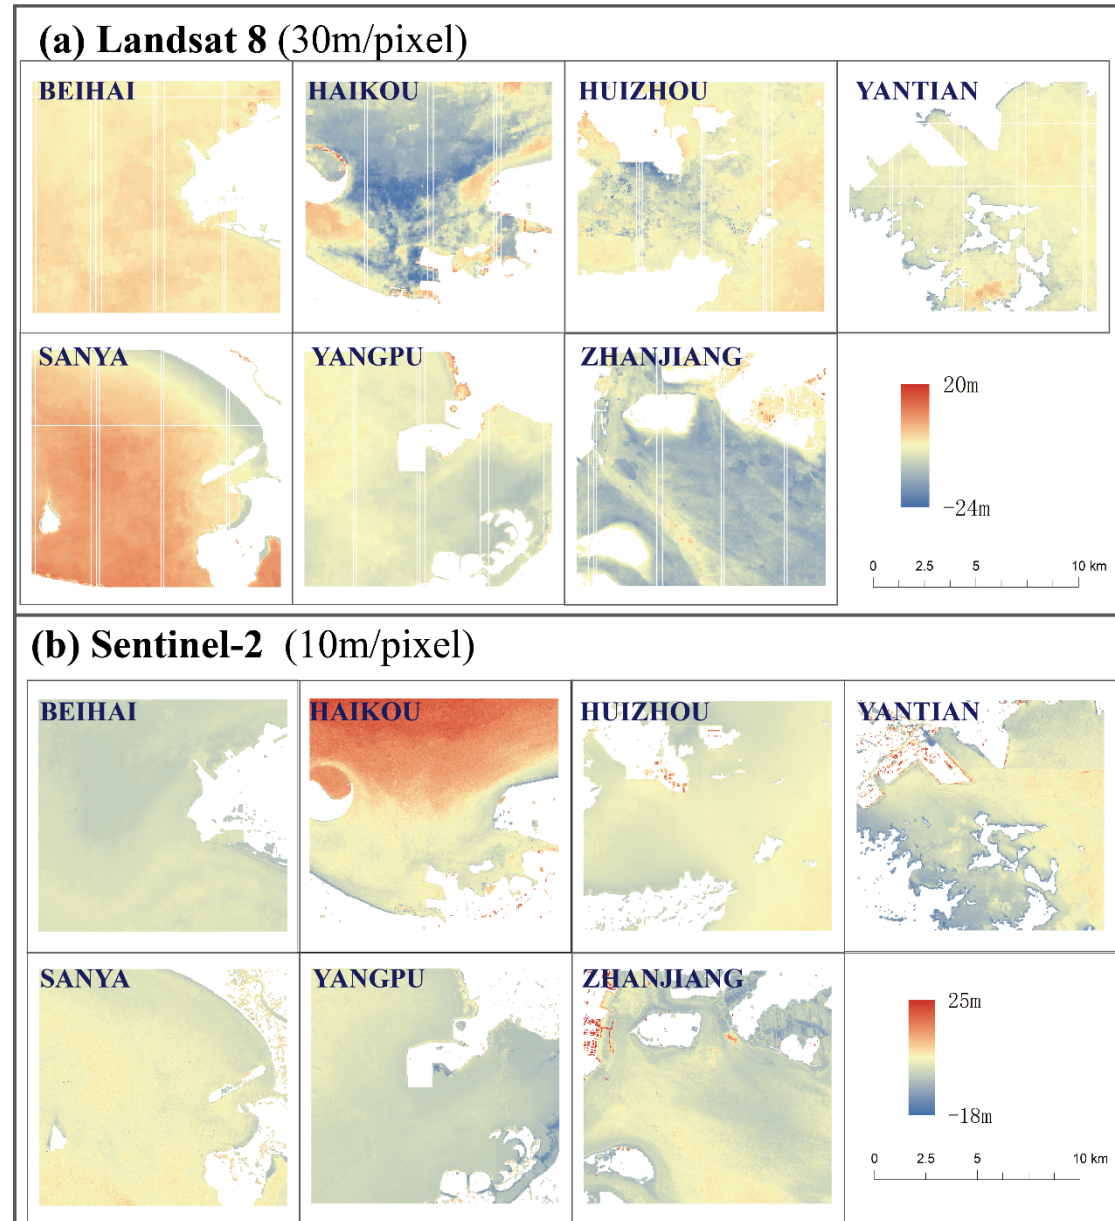 (a) Landsat 8 (30m/pixel)
BEIHAI
HAIKOU
HUIZHOU
YANTIAN
SANYA
YANGPU
ZHANJIANG
20m
-24m
0 2.5 5 10 km
(b) Sentinel-2 (10m/pixel)
BEIHAI
HAIKOU
HUIZHOU
YANTIAN
SANYA
YANGPU
ZHANJIANG
25m
-18m
0 2.5 5 10 km